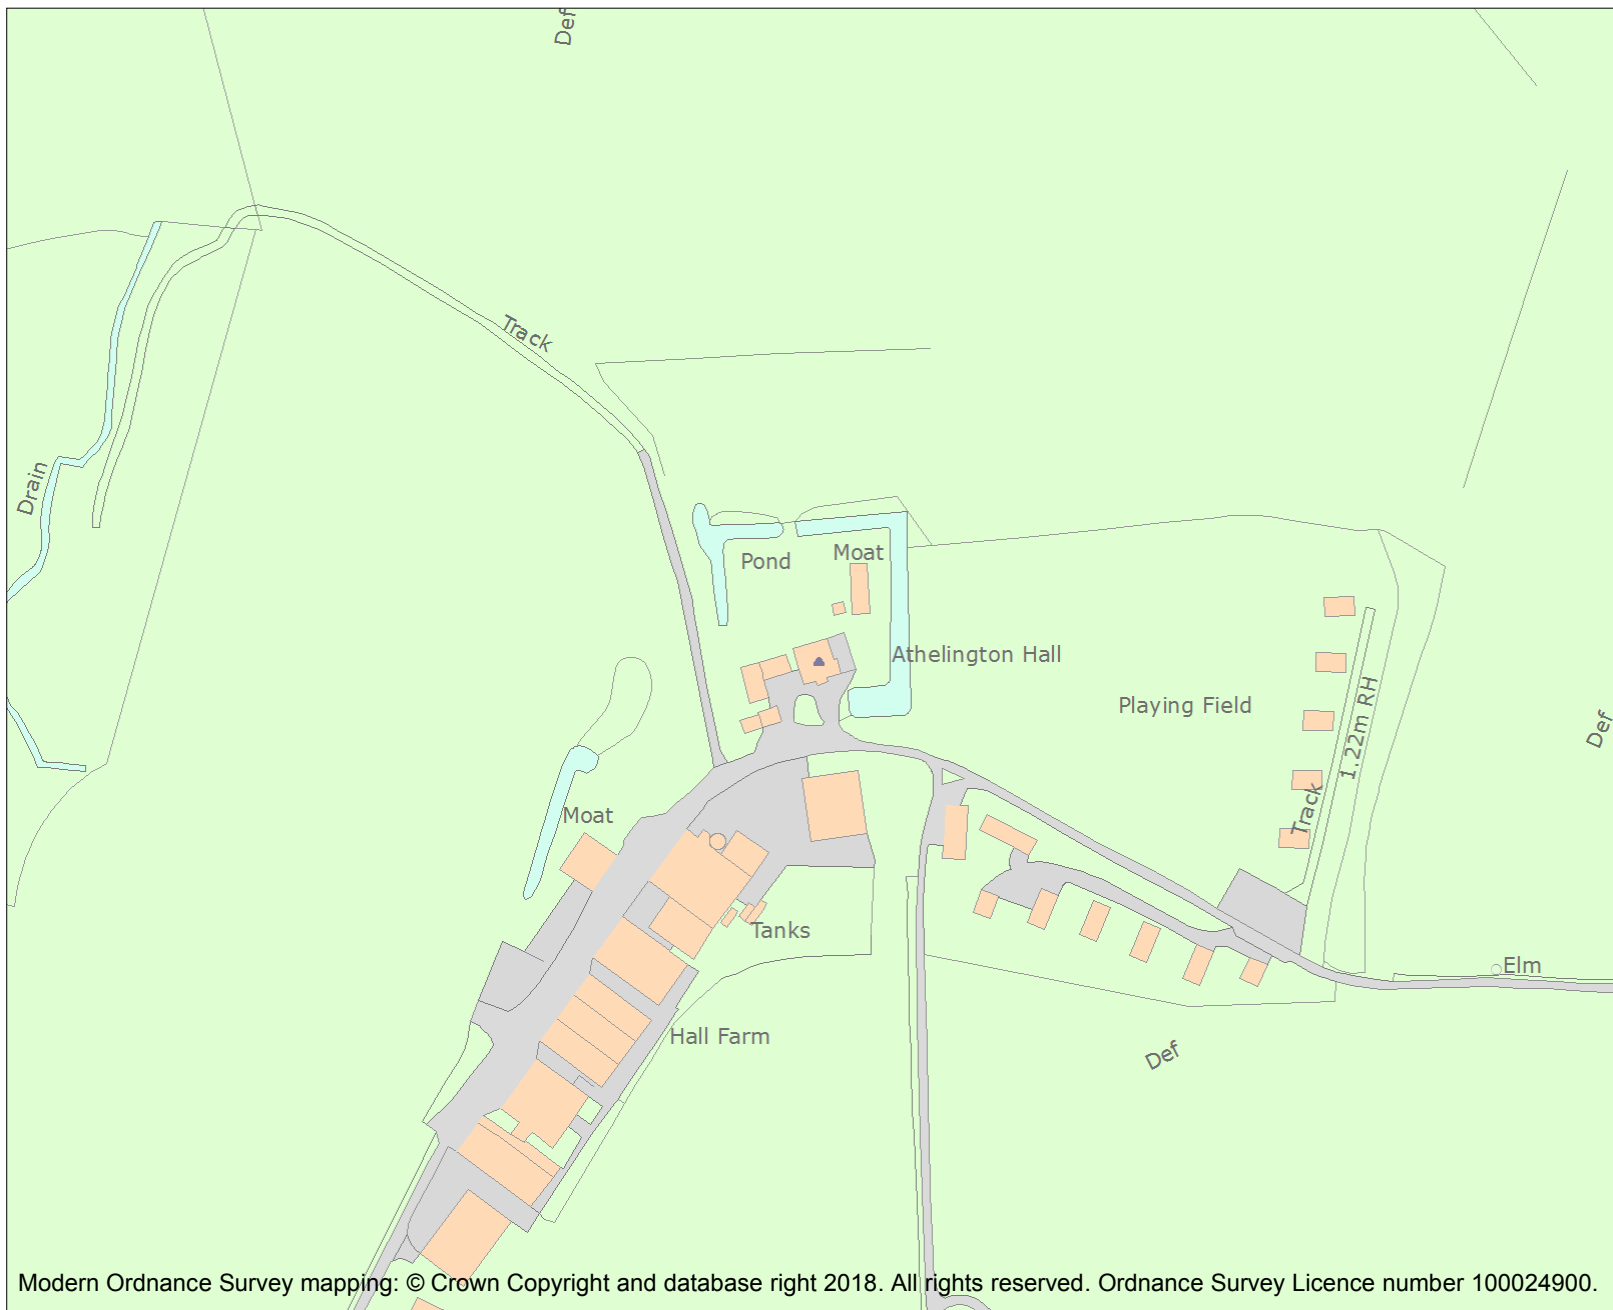 Def
Track
Drain
Pond
Moat
Athelington Hall
Playing Field
1.22m RH
Def
Track
Moat
Tanks
Elm
Hall Farm
Def
Modern Ordnance Survey mapping: © Crown Copyright and database right 2018. All rights reserved. Ordnance Survey Licence number 100024900.